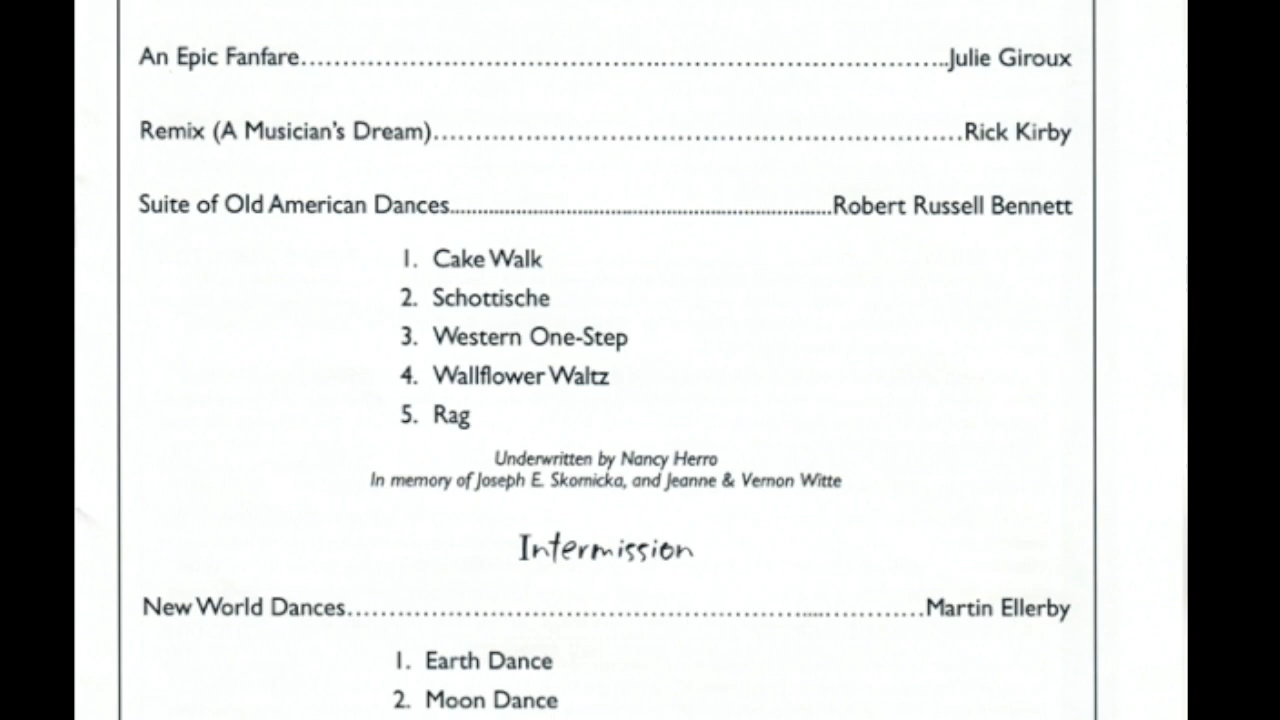 An Epic Fanfare.......................................................................................Julie Giroux
Remix (A Musician's Dream).......................................................................Rick Kirby
Suite of Old American Dances.......................................................................Robert Russell Bennett
1. Cake Walk
2. Schottische
3. Western One-Step
4. Wallflower Waltz
5. Rag
Underwritten by Nancy Herro
In memory of Joseph E. Skornicka, and Jeanne & Vernon Witte
Intermission
New World Dances.......................................................................Martin Ellerby
1. Earth Dance
2. Moon Dance